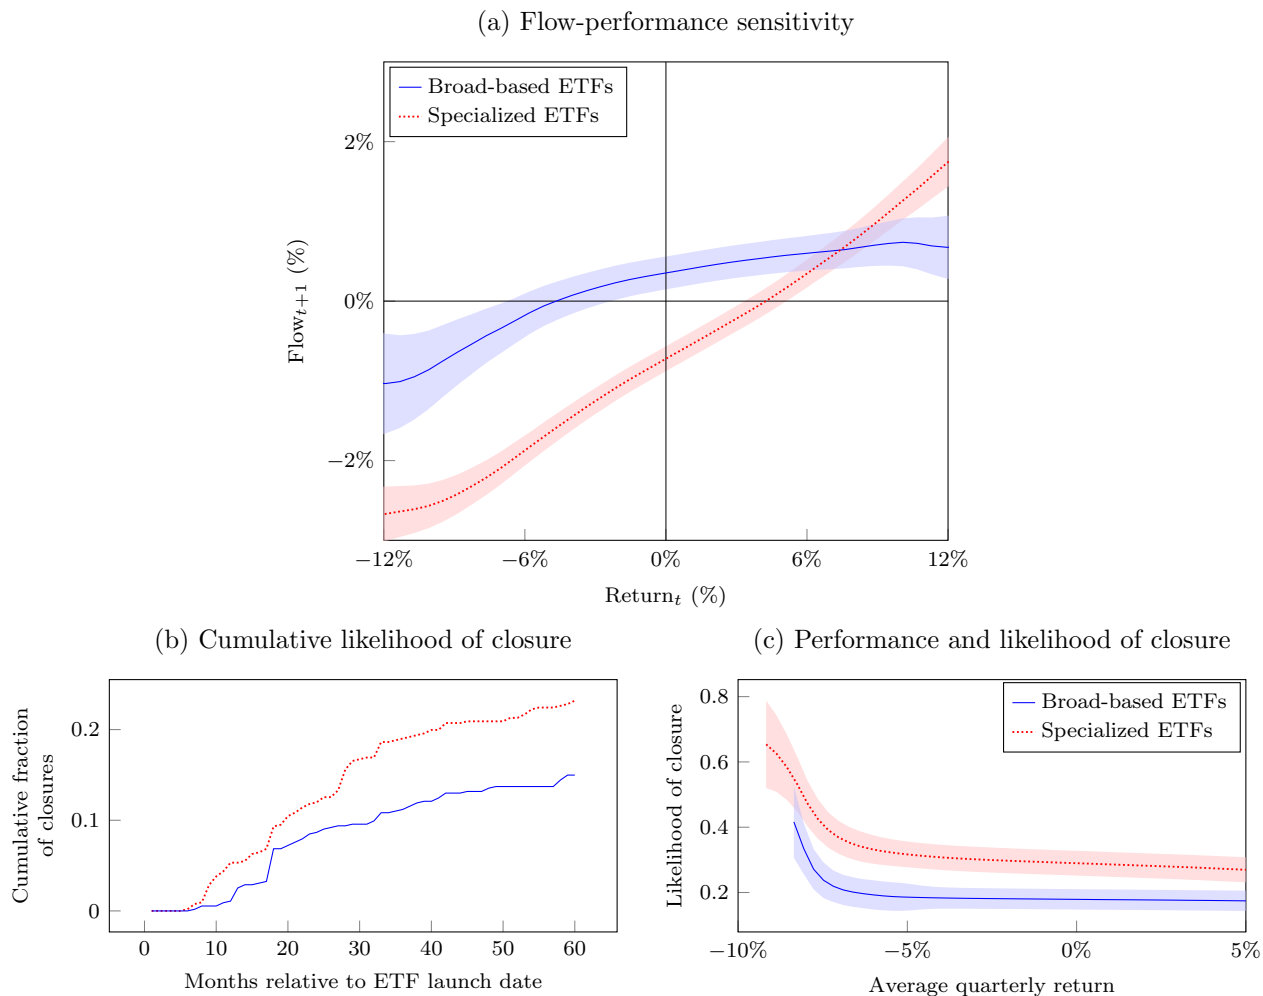 (a) Flow-performance sensitivity
Broad-based ETFs
Specialized ETFs
2%
0%
−2%
Flow_{t+1} (%)
−12%
−6%
0%
6%
12%
Return_t (%)
(b) Cumulative likelihood of closure
0.2
0.1
0
Cumulative fraction
of closures
0
10
20
30
40
50
60
Months relative to ETF launch date
(c) Performance and likelihood of closure
Broad-based ETFs
Specialized ETFs
0.8
0.6
0.4
0.2
Likelihood of closure
−10%
−5%
0%
5%
Average quarterly return